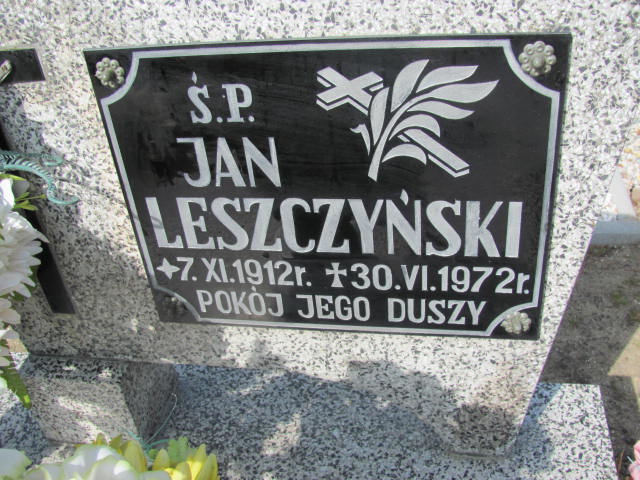 Ś.P.
JAN
LESZCZYŃSKI
7. XI. 1912r. 30. VI. 1972r.
POKÓJ JEGO DUSZY